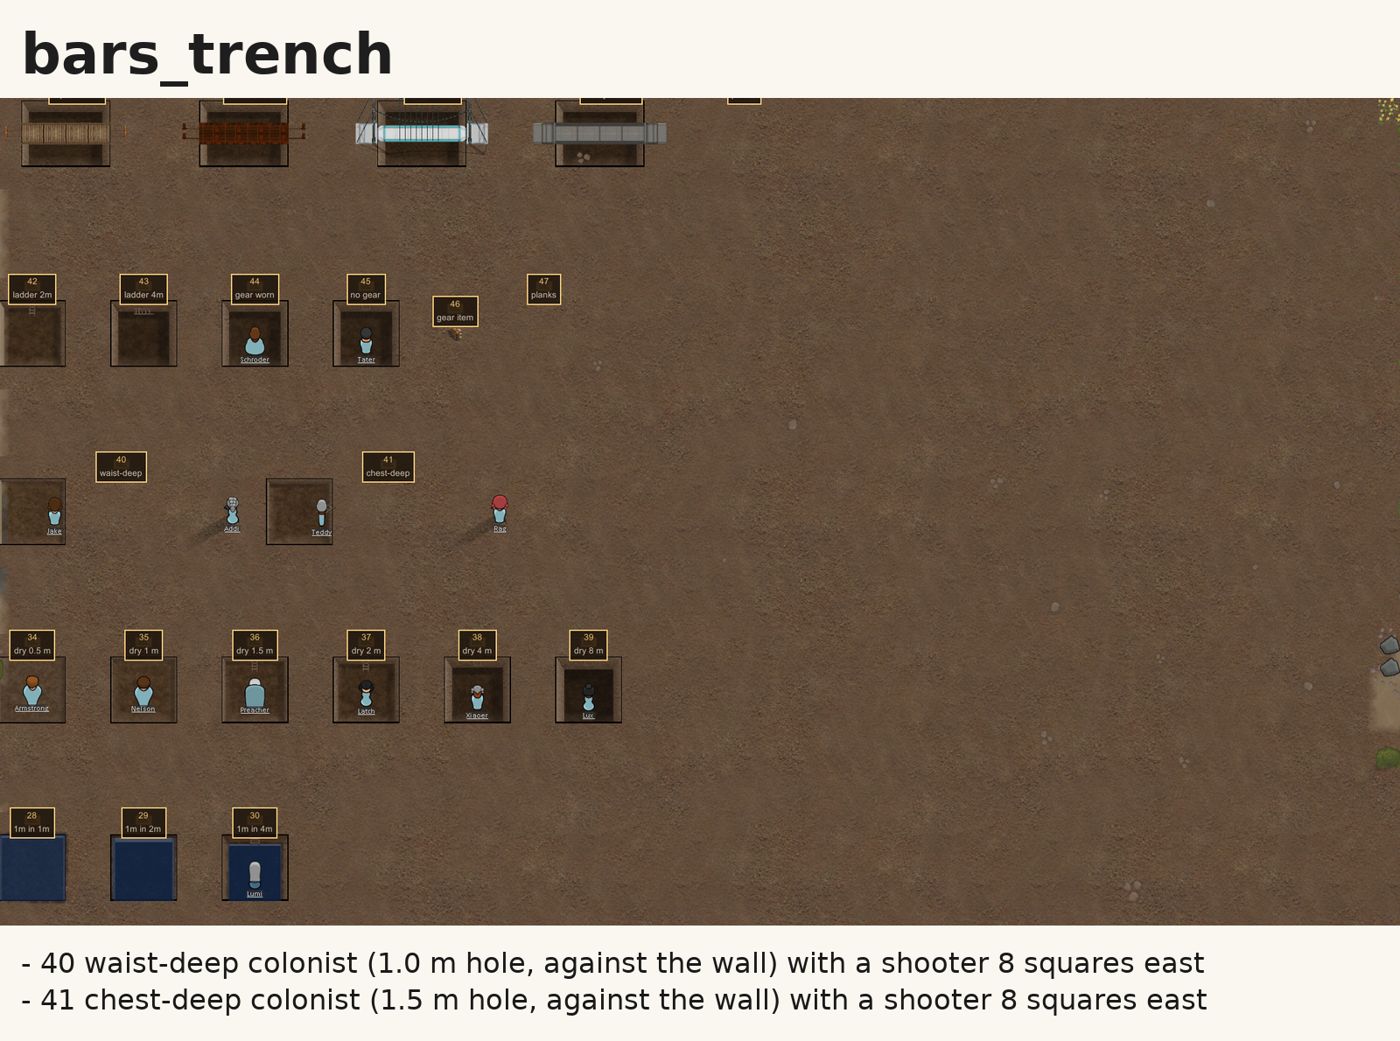 bars_trench
42
ladder 2m
43
ladder 4m
44
gear worn
45
no gear
46
gear item
47
planks
Schroder
Tater
40
waist-deep
41
chest-deep
Jake
Addi
Teddy
Rag
34
dry 0.5 m
35
dry 1 m
36
dry 1.5 m
37
dry 2 m
38
dry 4 m
39
dry 8 m
Armstrong
Nelson
Preacher
Latch
Xiaoer
Lux
28
1m in 1m
29
1m in 2m
30
1m in 4m
Lumi
- 40 waist-deep colonist (1.0 m hole, against the wall) with a shooter 8 squares east
- 41 chest-deep colonist (1.5 m hole, against the wall) with a shooter 8 squares east